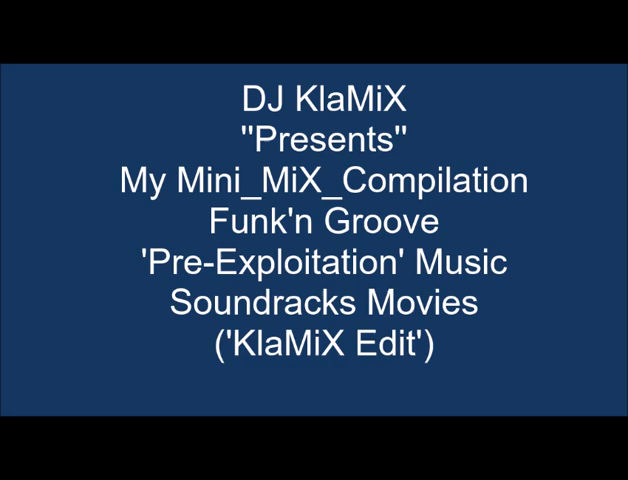 DJ KlaMiX
"Presents"
My Mini_MiX_Compilation
Funk'n Groove
'Pre-Exploitation' Music
Soundracks Movies
('KlaMiX Edit')